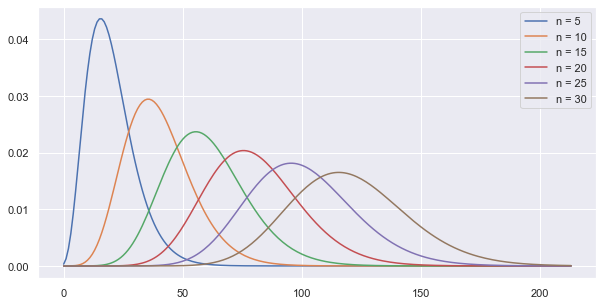 n = 5
n = 10
n = 15
n = 20
n = 25
n = 30
0.04
0.03
0.02
0.01
0.00
0 50 100 150 200